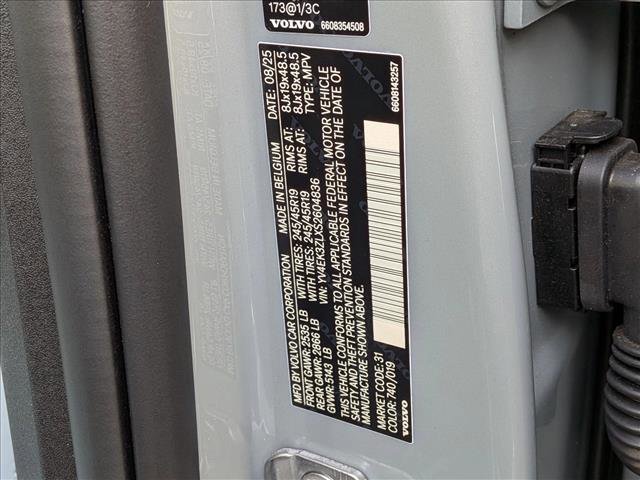 173@1/3C
VOLVO 6608354508
MFD BY: VOLVO CAR CORPORATION MADE IN BELGIUM DATE: 08/25
FRONT GAWR: 2535 LB WITH TIRES: 245/45R19 RIMS AT: 8Jx19x48.5
REAR GAWR: 2866 LB WITH TIRES: 245/45R19 RIMS AT: 8Jx19x48.5
GVWR: 5143 LB VIN: YV4EK3ZLXS2604836 TYPE: MPV
THIS VEHICLE CONFORMS TO ALL APPLICABLE FEDERAL MOTOR VEHICLE
SAFETY AND THEFT PREVENTION STANDARDS IN EFFECT ON THE DATE OF
MANUFACTURE SHOWN ABOVE.
MARKET CODE: 31
COLOR: 740,019
VOLVO 6608143257